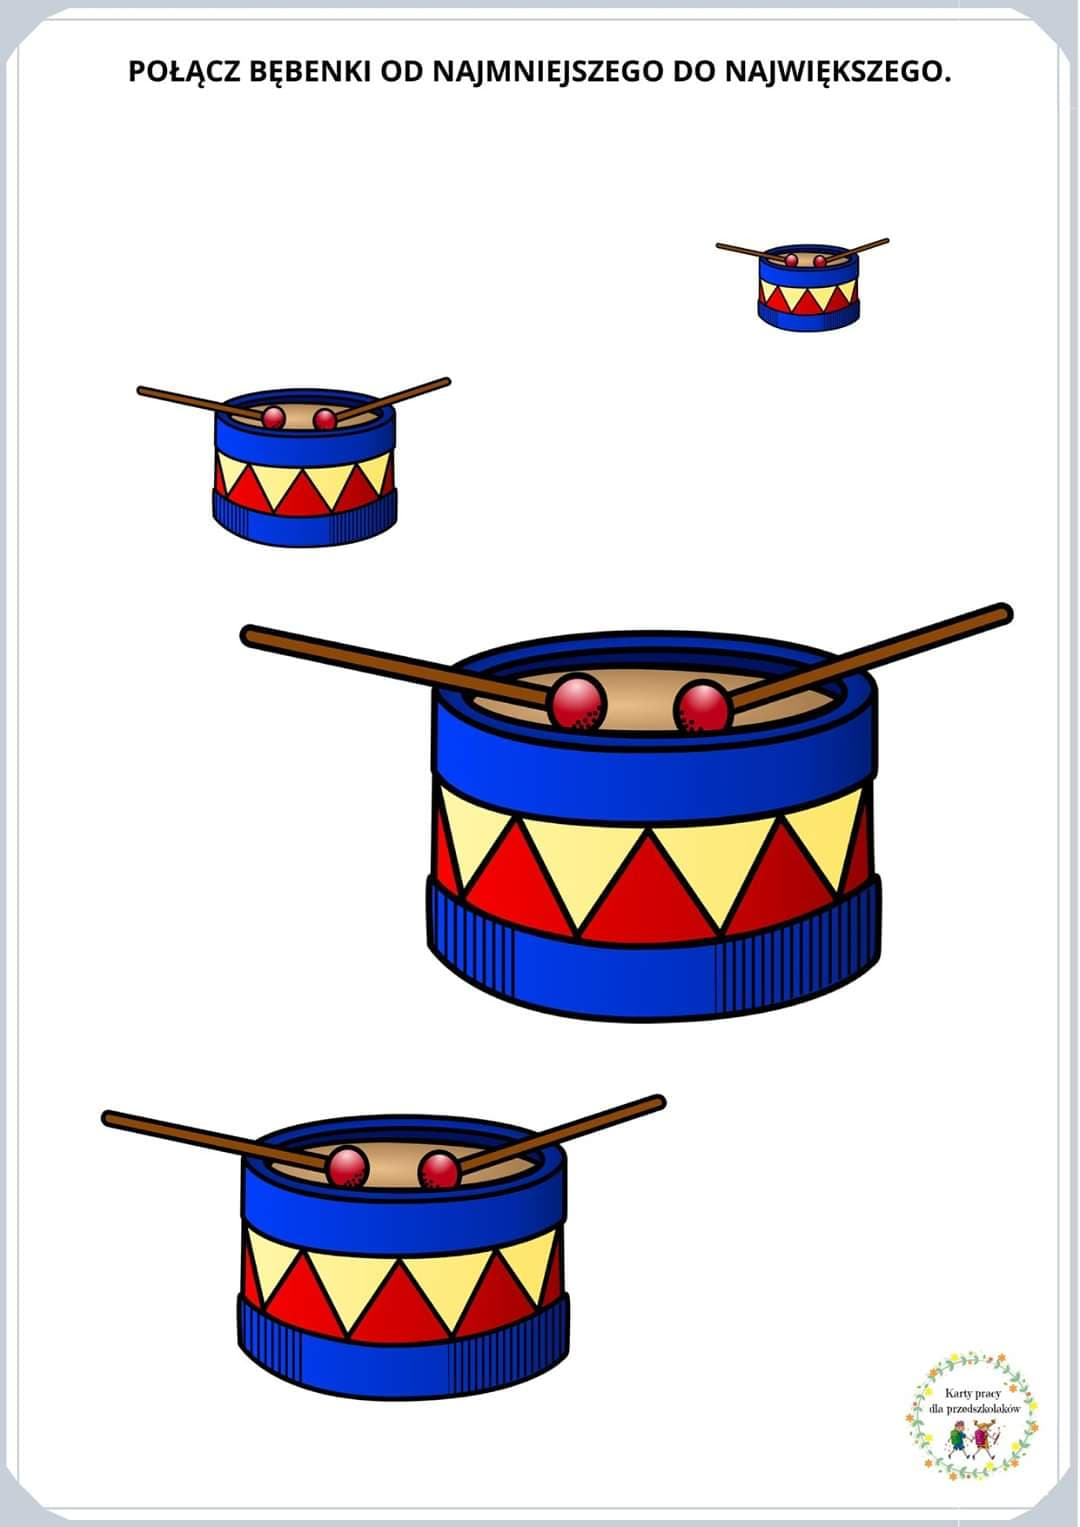 POŁĄCZ BĘBENKI OD NAJMNIEJSZEGO DO NAJWIĘKSZEGO.
Karty pracy
dla przedszkolaków